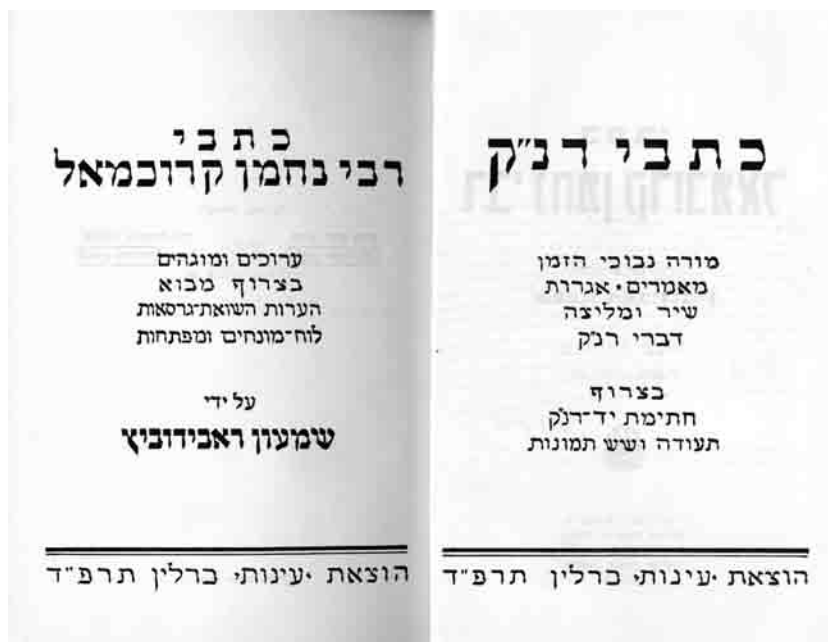 כתבי רנ״ק
מורה נבוכי הזמן
מאמרים · אגרות
שיר ומליצה
דברי רנ״ק
בצרוף
חתימת יד־רנ״ק
תעודה ושש תמונות
הוצאת ׳עינות׳ ברלין תרפ״ד
כתבי
רבי נחמן קרוכמאל
ערוכים ומוגהים
בצרוף מבוא
הערות השואת־גרסאות
לוח־מונחים ומפתחות
על ידי
שמעון ראבידוביץ
הוצאת ׳עינות׳ ברלין תרפ״ד